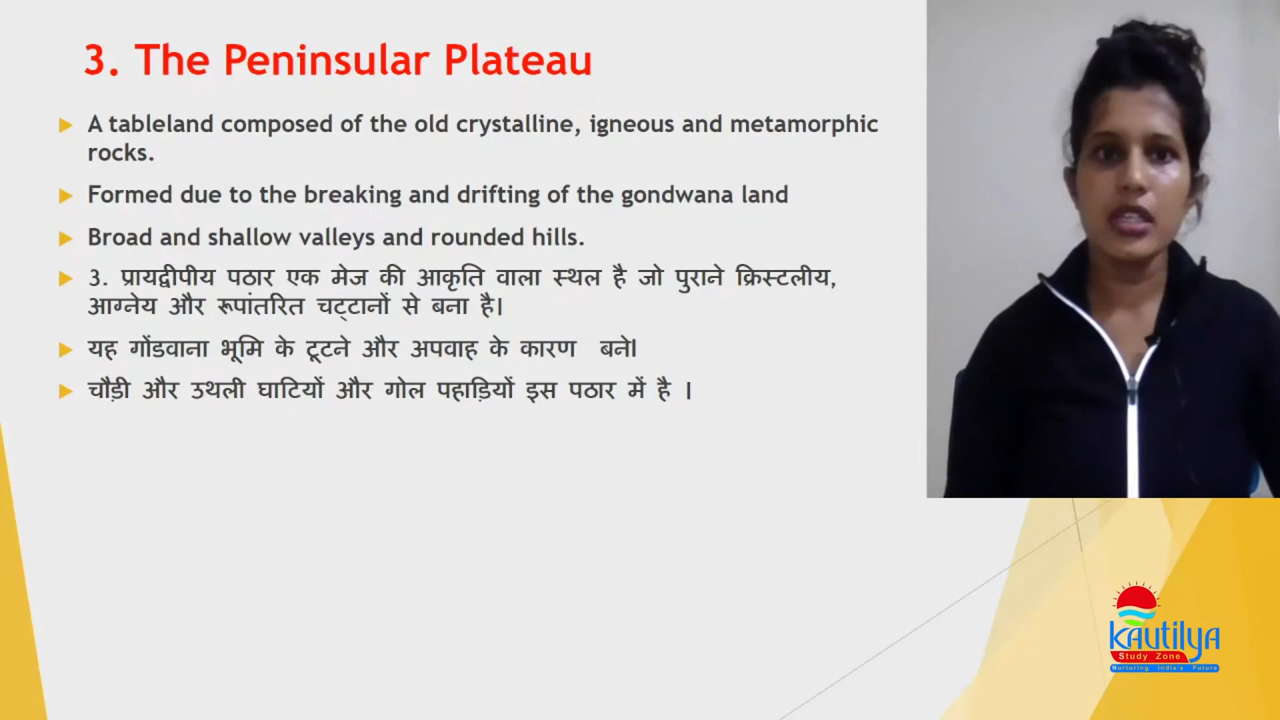 3. The Peninsular Plateau
A tableland composed of the old crystalline, igneous and metamorphic
rocks.
Formed due to the breaking and drifting of the gondwana land
Broad and shallow valleys and rounded hills.
3. प्रायद्वीपीय पठार एक मेज की आकृति वाला स्थल है जो पुराने क्रिस्टलीय,
आग्नेय और रूपांतरित चट्टानों से बना है।
यह गोंडवाना भूमि के टूटने और अपवाह के कारण बने।
चौड़ी और उथली घाटियों और गोल पहाड़ियों इस पठार में है ।
kautilya
Study Zone
Nurturing India's Future